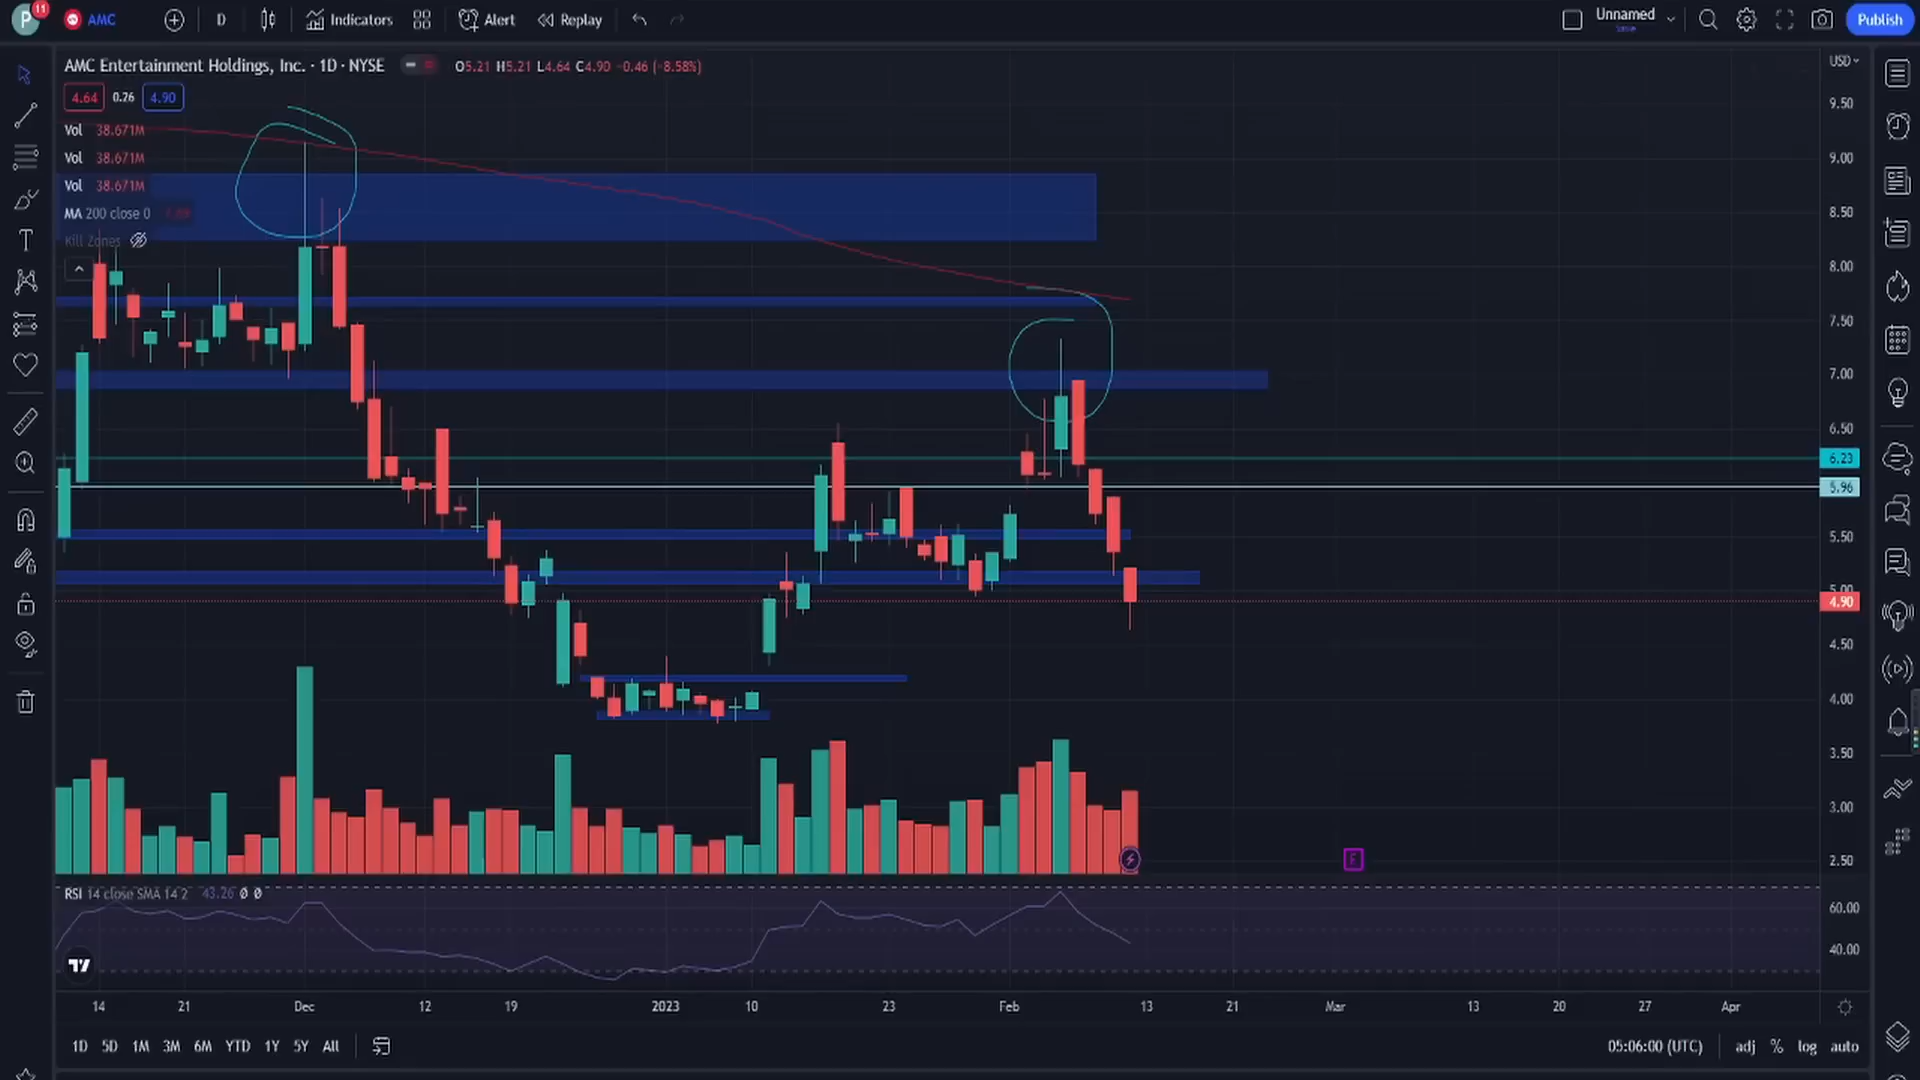 P 11 AMC D Indicators Alert Replay Unnamed Save Publish
AMC Entertainment Holdings, Inc. · 1D · NYSE O5.21 H5.21 L4.64 C4.90 -0.46 (-8.58%) USD
4.64 0.26 4.90
Vol 38.671M
Vol 38.671M
Vol 38.671M
MA 200 close 0
Kill Zones
9.50
9.00
8.50
8.00
7.50
7.00
6.50
6.23
5.96
5.50
5.00
4.90
4.50
4.00
3.50
3.00
2.50
E
RSI 14 close SMA 14 2 43.26 Ø Ø
60.00
40.00
14 21 Dec 12 19 2023 10 23 Feb 13 21 Mar 13 20 27 Apr
1D 5D 1M 3M 6M YTD 1Y 5Y All 05:06:00 (UTC) adj % log auto